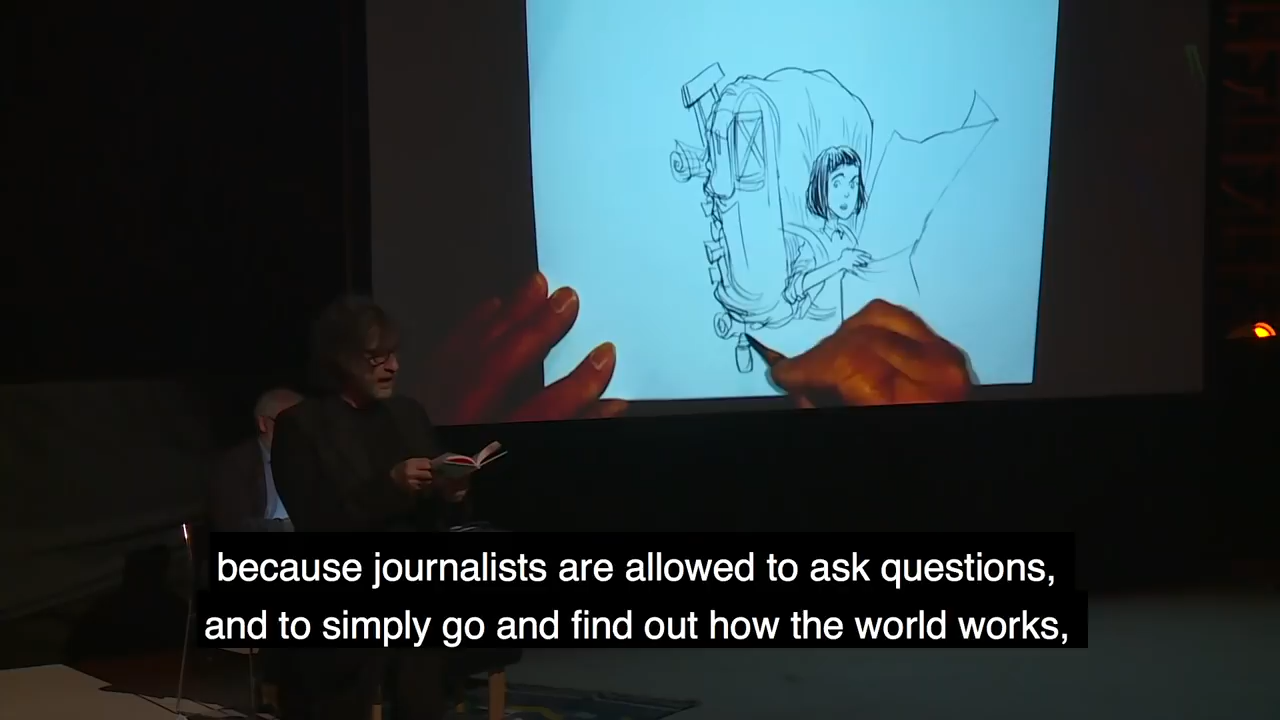 because journalists are allowed to ask questions,
and to simply go and find out how the world works,